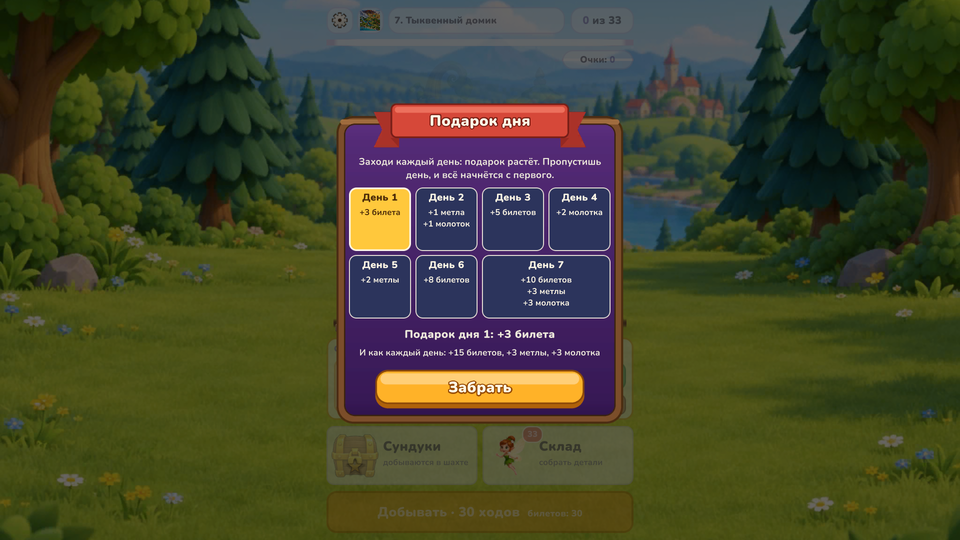 7. Тыквенный домик
0 из 33
Очки: 0
Подарок дня
Заходи каждый день: подарок растёт. Пропустишь
день, и всё начнётся с первого.
День 1
+3 билета
День 2
+1 метла
+1 молоток
День 3
+5 билетов
День 4
+2 молотка
День 5
+2 метлы
День 6
+8 билетов
День 7
+10 билетов
+3 метлы
+3 молотка
Подарок дня 1: +3 билета
И как каждый день: +15 билетов, +3 метлы, +3 молотка
Забрать
Сундуки
добываются в шахте
33
Склад
собрать детали
Добывать · 30 ходов билетов: 30